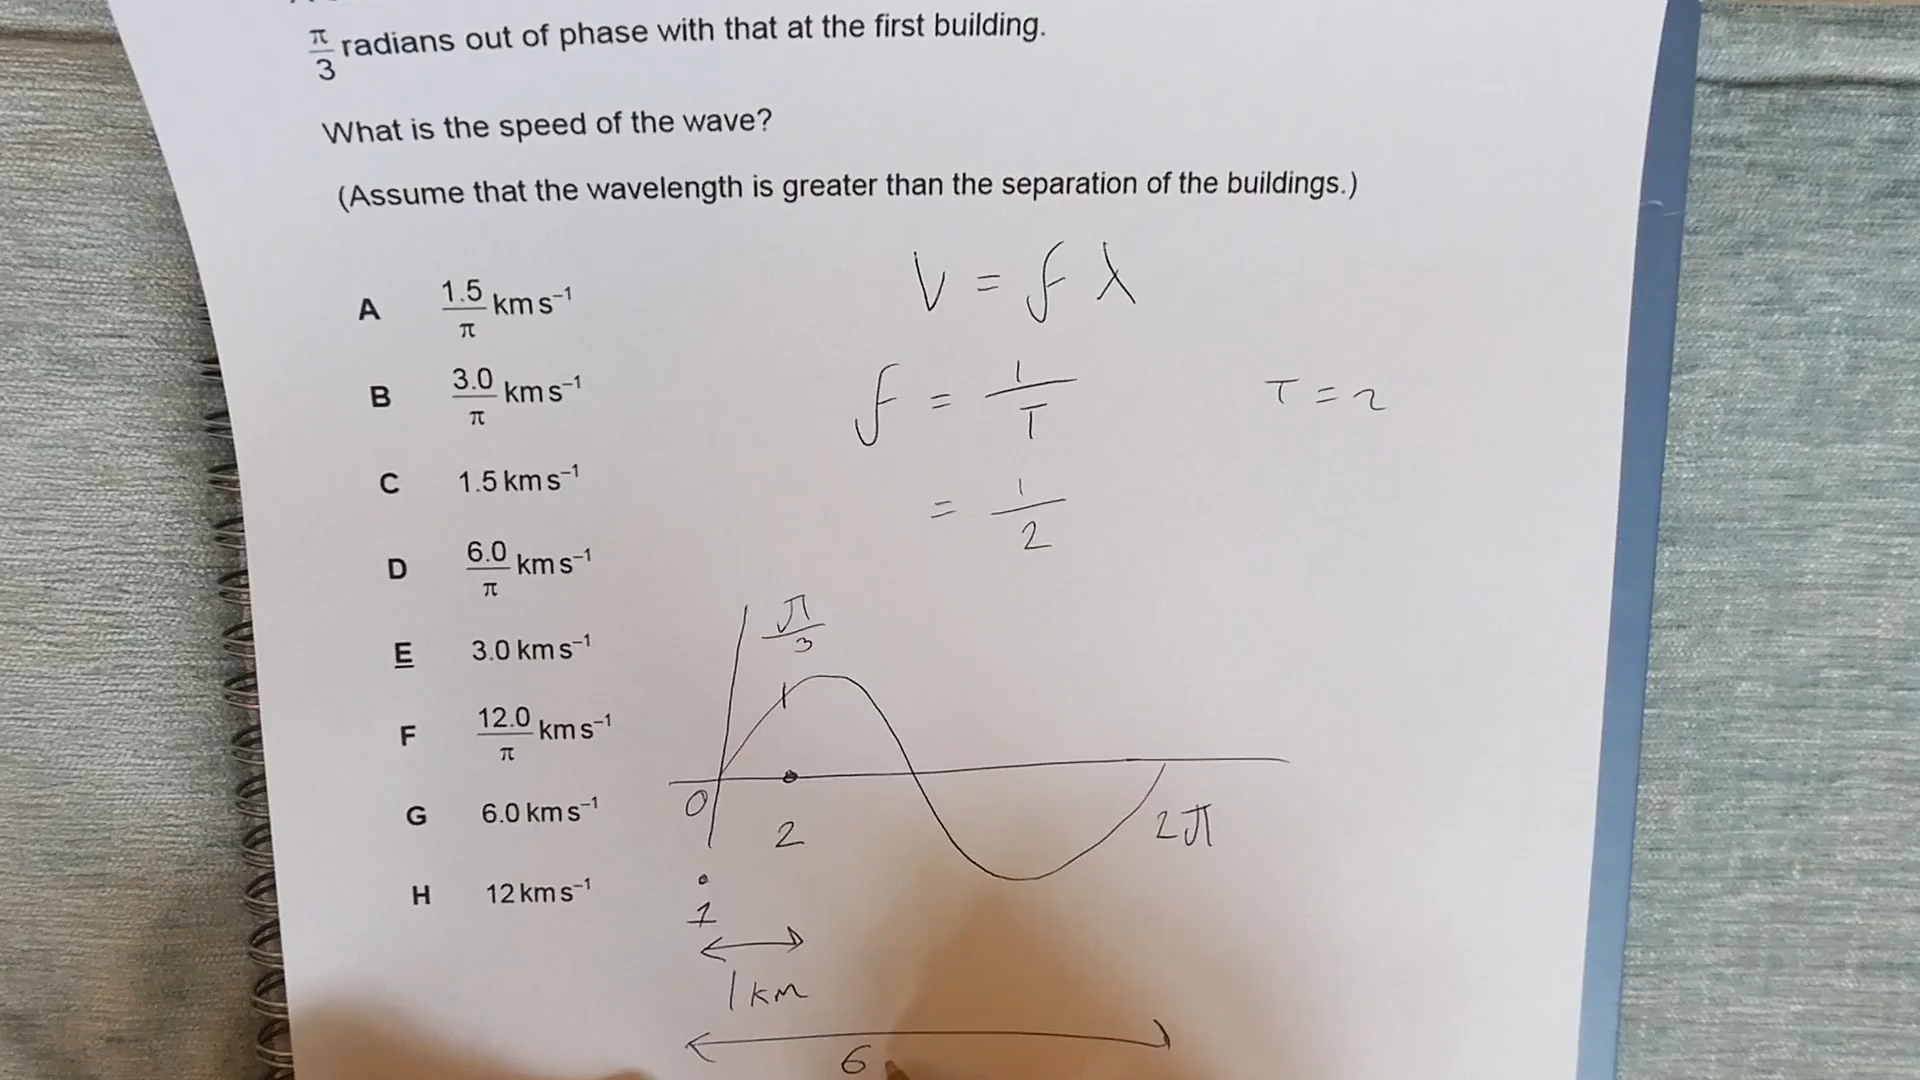 π/3 radians out of phase with that at the first building.
What is the speed of the wave?
(Assume that the wavelength is greater than the separation of the buildings.)
A 1.5/π km s⁻¹
B 3.0/π km s⁻¹
C 1.5 km s⁻¹
D 6.0/π km s⁻¹
E 3.0 km s⁻¹
F 12.0/π km s⁻¹
G 6.0 km s⁻¹
H 12 km s⁻¹
V = f λ
f = 1/T
T = 2
= 1/2
π/3
0
2
2π
1
1 km
6